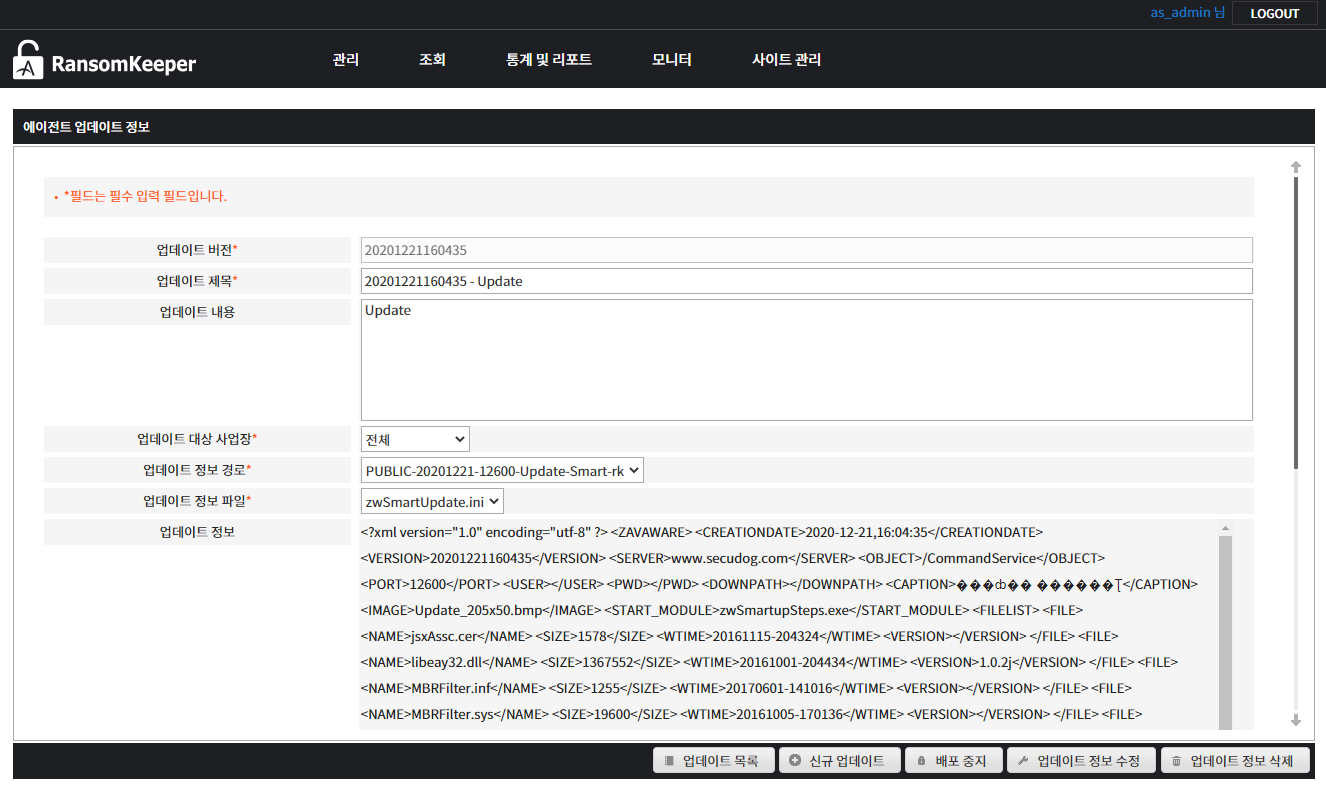 as_admin 님 LOGOUT
RansomKeeper 관리 조회 통계 및 리포트 모니터 사이트 관리
에이전트 업데이트 정보
• *필드는 필수 입력 필드입니다.
업데이트 버전* 20201221160435
업데이트 제목* 20201221160435 - Update
업데이트 내용 Update
업데이트 대상 사업장* 전체
업데이트 정보 경로* PUBLIC-20201221-12600-Update-Smart-rk
업데이트 정보 파일* zwSmartUpdate.ini
업데이트 정보 <?xml version="1.0" encoding="utf-8" ?> <ZAVAWARE> <CREATIONDATE>2020-12-21,16:04:35</CREATIONDATE>
<VERSION>20201221160435</VERSION> <SERVER>www.secudog.com</SERVER> <OBJECT>/CommandService</OBJECT>
<PORT>12600</PORT> <USER></USER> <PWD></PWD> <DOWNPATH></DOWNPATH> <CAPTION></CAPTION>
<IMAGE>Update_205x50.bmp</IMAGE> <START_MODULE>zwSmartupSteps.exe</START_MODULE> <FILELIST> <FILE>
<NAME>jsxAssc.cer</NAME> <SIZE>1578</SIZE> <WTIME>20161115-204324</WTIME> <VERSION></VERSION> </FILE> <FILE>
<NAME>libeay32.dll</NAME> <SIZE>1367552</SIZE> <WTIME>20161001-204434</WTIME> <VERSION>1.0.2j</VERSION> </FILE> <FILE>
<NAME>MBRFilter.inf</NAME> <SIZE>1255</SIZE> <WTIME>20170601-141016</WTIME> <VERSION></VERSION> </FILE> <FILE>
<NAME>MBRFilter.sys</NAME> <SIZE>19600</SIZE> <WTIME>20161005-170136</WTIME> <VERSION></VERSION> </FILE> <FILE>
업데이트 목록 신규 업데이트 배포 중지 업데이트 정보 수정 업데이트 정보 삭제